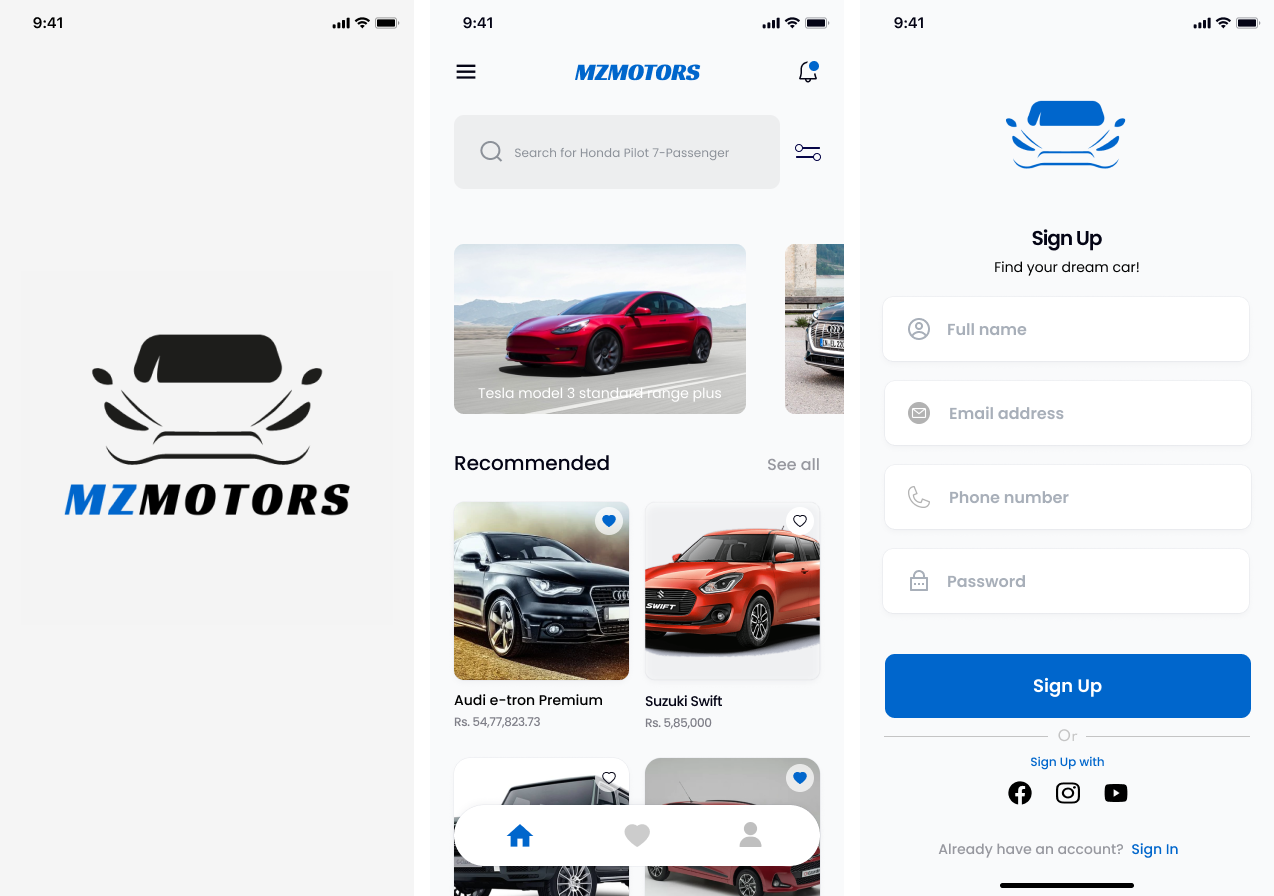 9:41
MZMOTORS
9:41
MZMOTORS
Search for Honda Pilot 7-Passenger
Tesla model 3 standard range plus
Recommended
See all
SWIFT
Audi e-tron Premium
Rs. 54,77,823.73
Suzuki Swift
Rs. 5,85,000
9:41
Sign Up
Find your dream car!
Full name
Email address
Phone number
Password
Sign Up
Or
Sign Up with
Already have an account? Sign In